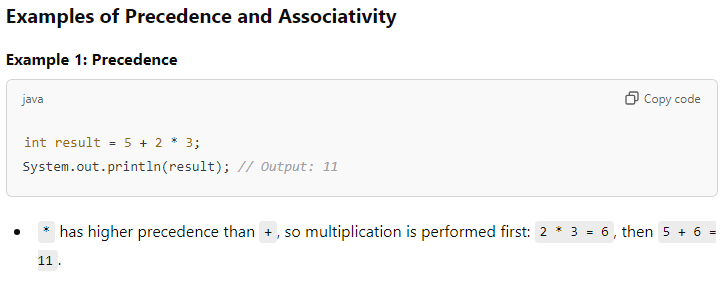 Examples of Precedence and Associativity
Example 1: Precedence
java
Copy code
int result = 5 + 2 * 3;
System.out.println(result); // Output: 11
• * has higher precedence than +, so multiplication is performed first: 2 * 3 = 6, then 5 + 6 =
11.